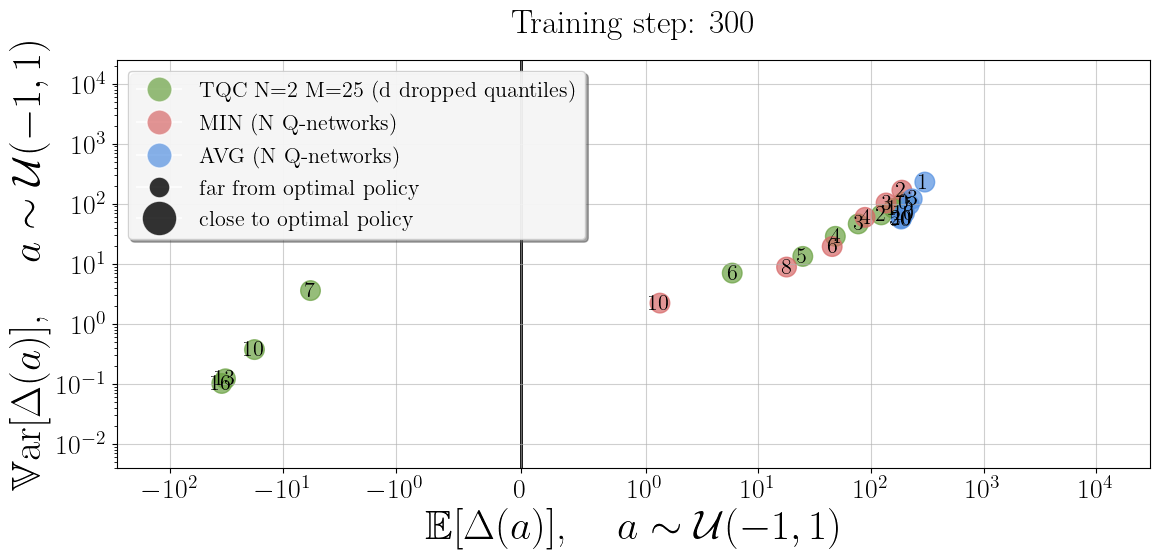 Training step: 300
𝕍ar[Δ(a)], a ∼ 𝒰(−1, 1)
10⁴
10³
10²
10¹
10⁰
10⁻¹
10⁻²
TQC N=2 M=25 (d dropped quantiles)
MIN (N Q-networks)
AVG (N Q-networks)
far from optimal policy
close to optimal policy
1
2
3
3
4
2
3
4
6
5
8
6
10
7
10
13
16
−10² −10¹ −10⁰ 0 10⁰ 10¹ 10² 10³ 10⁴
𝔼[Δ(a)], a ∼ 𝒰(−1, 1)